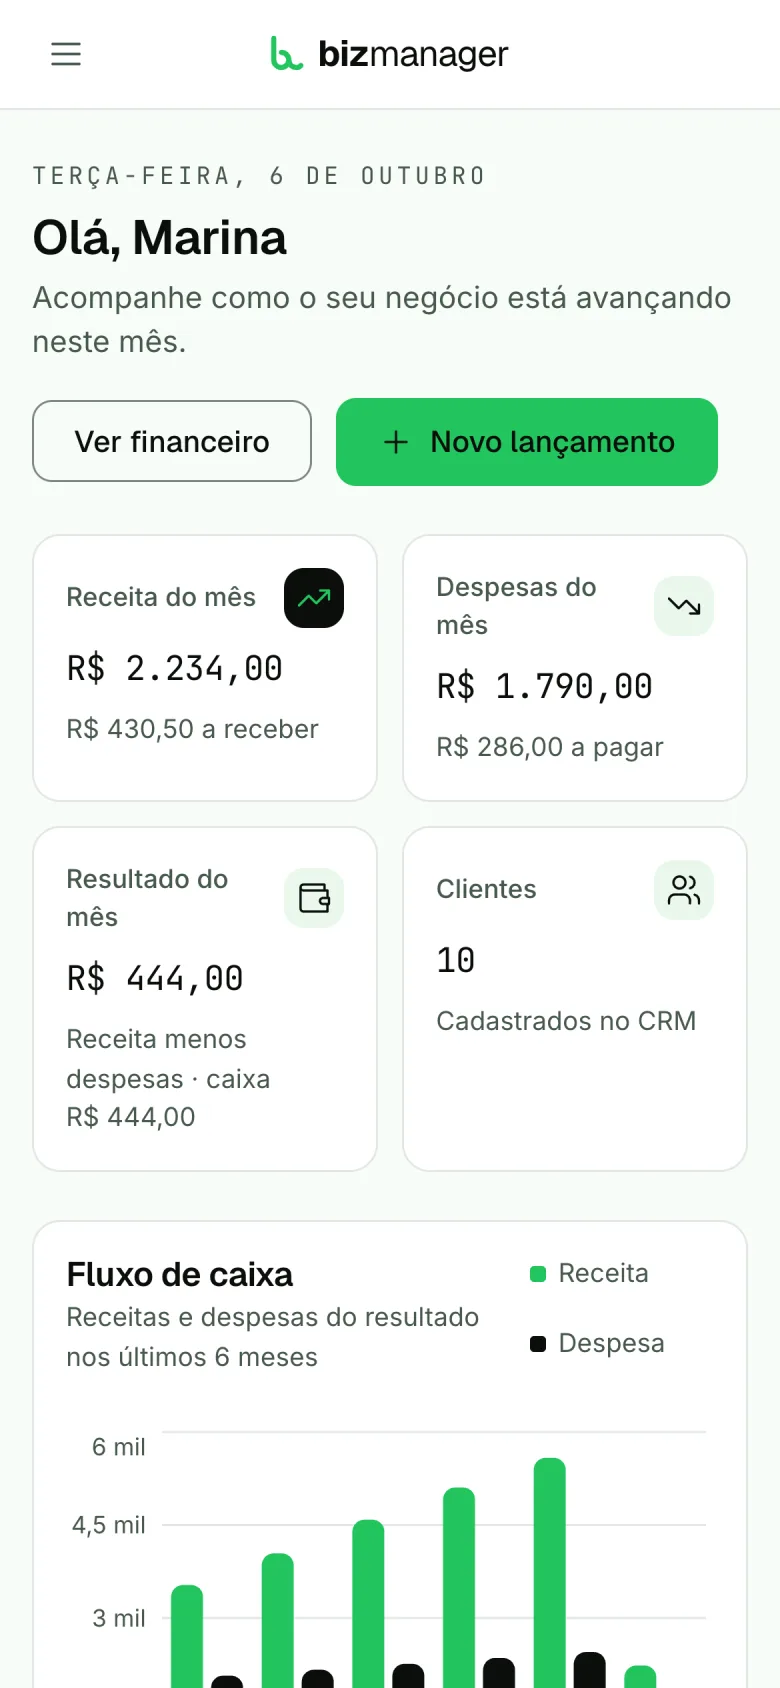 bizmanager
TERÇA-FEIRA, 6 DE OUTUBRO
Olá, Marina
Acompanhe como o seu negócio está avançando
neste mês.
Ver financeiro
+ Novo lançamento
Receita do mês
R$ 2.234,00
R$ 430,50 a receber
Despesas do
mês
R$ 1.790,00
R$ 286,00 a pagar
Resultado do
mês
R$ 444,00
Receita menos
despesas · caixa
R$ 444,00
Clientes
10
Cadastrados no CRM
Fluxo de caixa
Receitas e despesas do resultado
nos últimos 6 meses
Receita
Despesa
6 mil
4,5 mil
3 mil